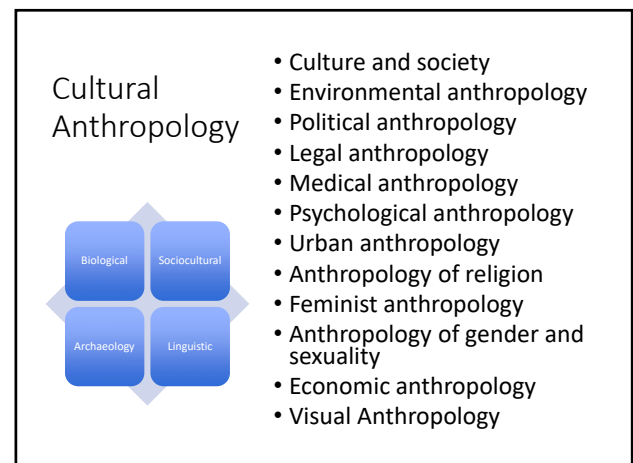 Cultural
Anthropology
Biological
Sociocultural
Archaeology
Linguistic
• Culture and society
• Environmental anthropology
• Political anthropology
• Legal anthropology
• Medical anthropology
• Psychological anthropology
• Urban anthropology
• Anthropology of religion
• Feminist anthropology
• Anthropology of gender and
sexuality
• Economic anthropology
• Visual Anthropology